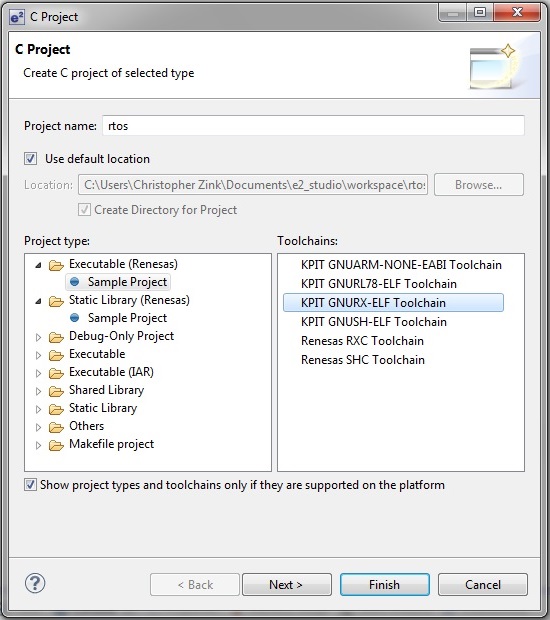 e² C Project
C Project
Create C project of selected type
Project name: rtos
Use default location
Location: C:\Users\Christopher Zink\Documents\e2_studio\workspace\rtos Browse...
Create Directory for Project
Project type:
Executable (Renesas)
Sample Project
Static Library (Renesas)
Sample Project
Debug-Only Project
Executable
Executable (IAR)
Shared Library
Static Library
Others
Makefile project
Toolchains:
KPIT GNUARM-NONE-EABI Toolchain
KPIT GNURL78-ELF Toolchain
KPIT GNURX-ELF Toolchain
KPIT GNUSH-ELF Toolchain
Renesas RXC Toolchain
Renesas SHC Toolchain
Show project types and toolchains only if they are supported on the platform
? < Back Next > Finish Cancel